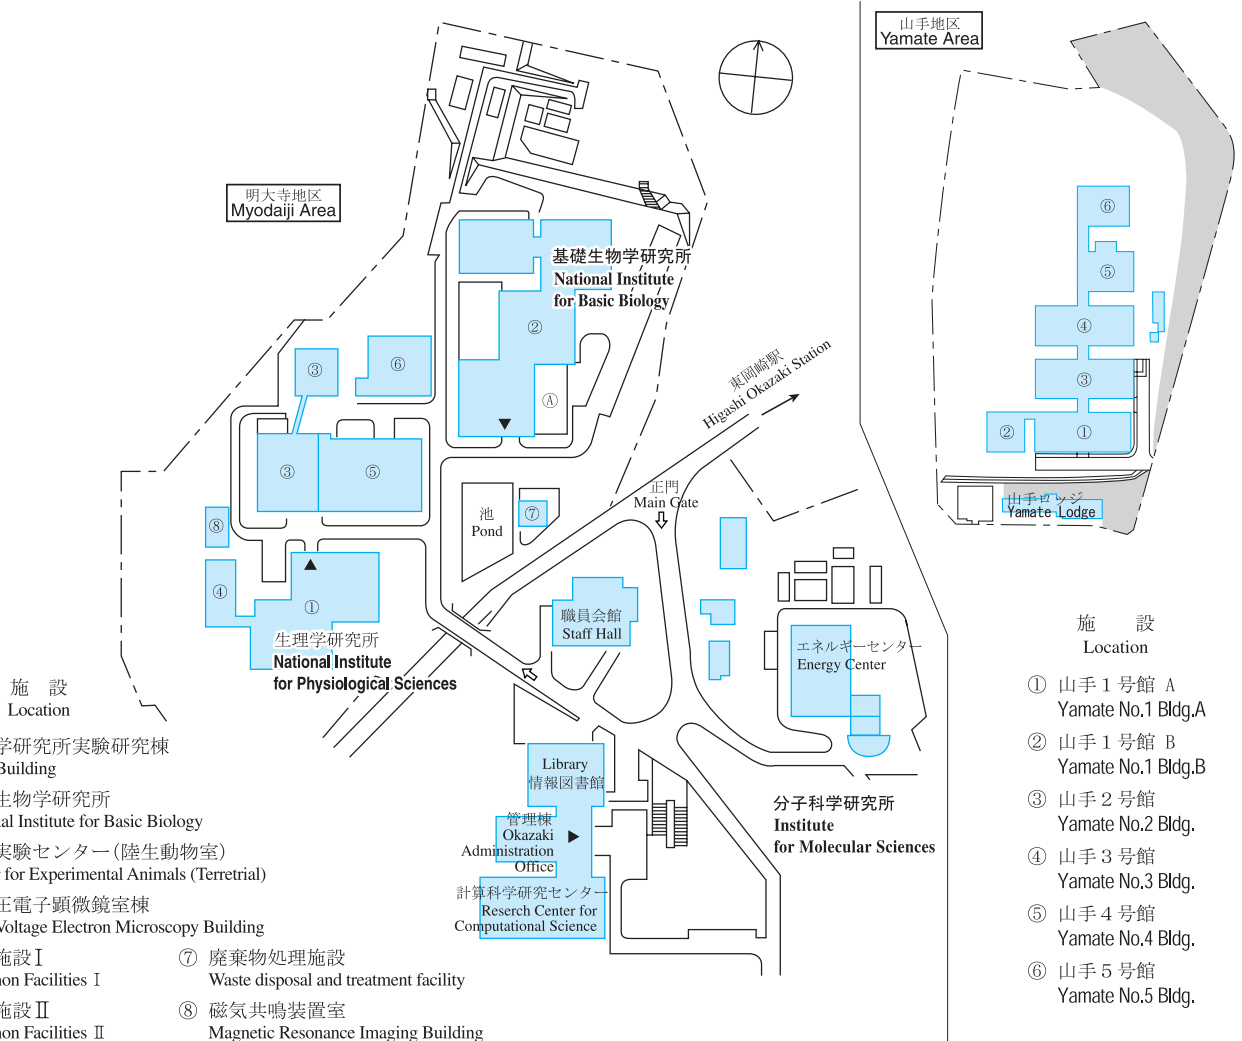 山手地区
Yamate Area
明大寺地区
Myodaiji Area
基礎生物学研究所
National Institute
for Basic Biology
②
⑥
③
Ⓐ
③
⑤
⑧
④
①
生理学研究所
National Institute
for Physiological Sciences
池
Pond
⑦
東岡崎駅
Higashi Okazaki Station
正門
Main Gate
職員会館
Staff Hall
エネルギーセンター
Energy Center
Library
情報図書館
管理棟
Okazaki
Administration
Office
計算科学研究センター
Reserch Center for
Computational Science
分子科学研究所
Institute
for Molecular Sciences
⑥
⑤
④
③
②
①
山手ロッジ
Yamate Lodge
施 設
Location
学研究所実験研究棟
Building
生物学研究所
al Institute for Basic Biology
実験センター(陸生動物室)
for Experimental Animals (Terretrial)
圧電子顕微鏡室棟
Voltage Electron Microscopy Building
施設Ⅰ
non Facilities Ⅰ
施設Ⅱ
non Facilities Ⅱ
⑦ 廃棄物処理施設
Waste disposal and treatment facility
⑧ 磁気共鳴装置室
Magnetic Resonance Imaging Building
施 設
Location
① 山手1号館 A
Yamate No.1 Bldg.A
② 山手1号館 B
Yamate No.1 Bldg.B
③ 山手2号館
Yamate No.2 Bldg.
④ 山手3号館
Yamate No.3 Bldg.
⑤ 山手4号館
Yamate No.4 Bldg.
⑥ 山手5号館
Yamate No.5 Bldg.